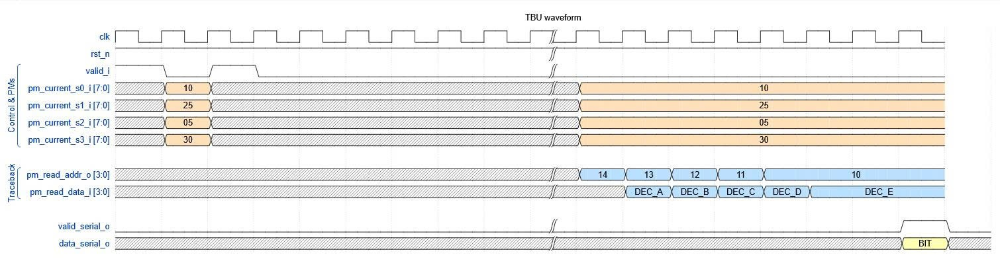 TBU waveform
clk
rst_n
Control & PMs
valid_i
pm_current_s0_i [7:0] 10 10
pm_current_s1_i [7:0] 25 25
pm_current_s2_i [7:0] 05 05
pm_current_s3_i [7:0] 30 30
Traceback
pm_read_addr_o [3:0] 14 13 12 11 10
pm_read_data_i [3:0] DEC_A DEC_B DEC_C DEC_D DEC_E
valid_serial_o
data_serial_o BIT